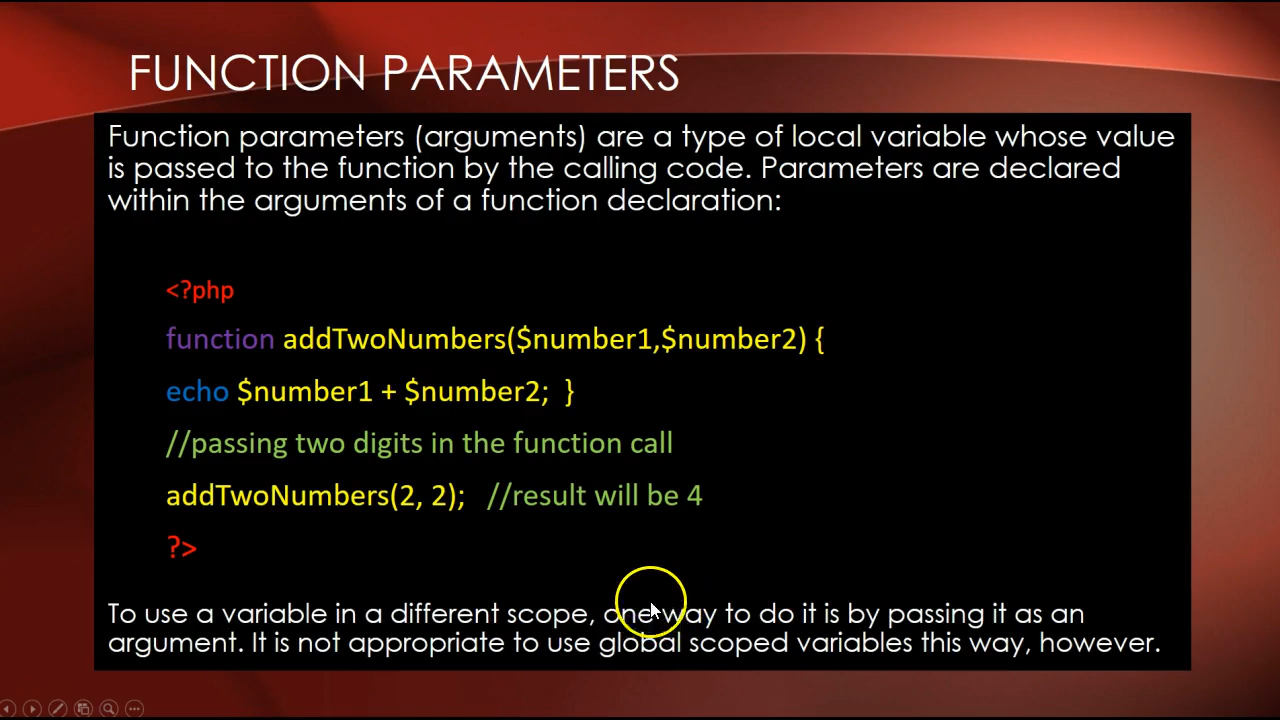 FUNCTION PARAMETERS
Function parameters (arguments) are a type of local variable whose value
is passed to the function by the calling code. Parameters are declared
within the arguments of a function declaration:
<?php
function addTwoNumbers($number1,$number2) {
echo $number1 + $number2;  }
//passing two digits in the function call
addTwoNumbers(2, 2);   //result will be 4
?>
To use a variable in a different scope, one way to do it is by passing it as an
argument. It is not appropriate to use global scoped variables this way, however.